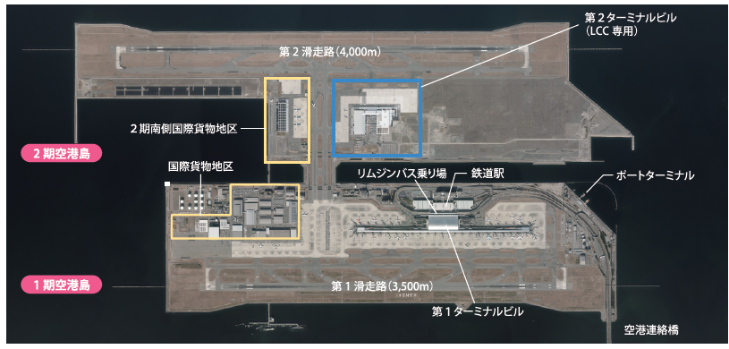 第2ターミナルビル
(LCC 専用)
第2滑走路(4,000m)
2期南側国際貨物地区
2期空港島
国際貨物地区
リムジンバス乗り場
鉄道駅
ポートターミナル
1期空港島
第1滑走路(3,500m)
第1ターミナルビル
空港連絡橋